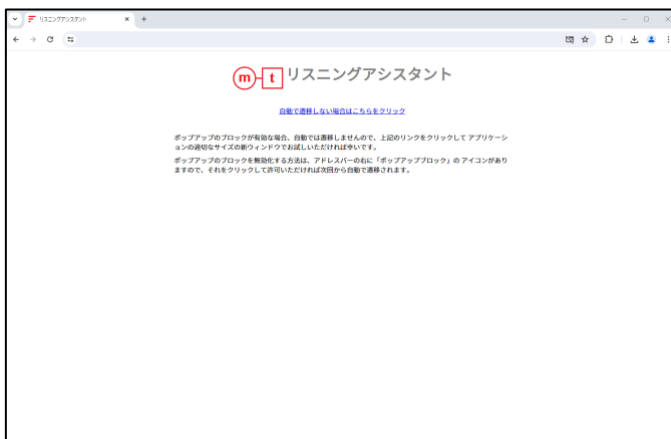 リスニングアシスタント
m t リスニングアシスタント
自動で遷移しない場合はこちらをクリック
ポップアップのブロックが有効な場合、自動では遷移しませんので、上記のリンクをクリックして アプリケーシ
ョンの適切なサイズの新ウィンドウでお試しいただければ幸いです。
ポップアップのブロックを無効化する方法は、アドレスバーの右に「ポップアップブロック」の アイコンがあり
ますので、それをクリックして許可いただければ次回から自動で遷移されます。